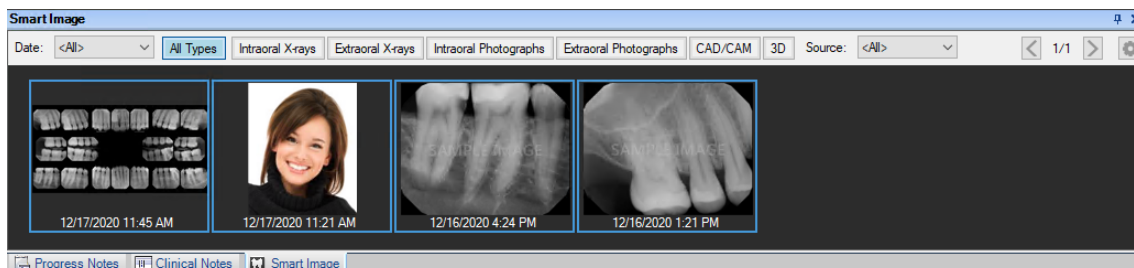 Smart Image
Date: <All> All Types Intraoral X-rays Extraoral X-rays Intraoral Photographs Extraoral Photographs CAD/CAM 3D Source: <All> 1/1
SAMPLE IMAGE SAMPLE IMAGE
12/17/2020 11:45 AM 12/17/2020 11:21 AM 12/16/2020 4:24 PM 12/16/2020 1:21 PM
Progress Notes Clinical Notes Smart Image